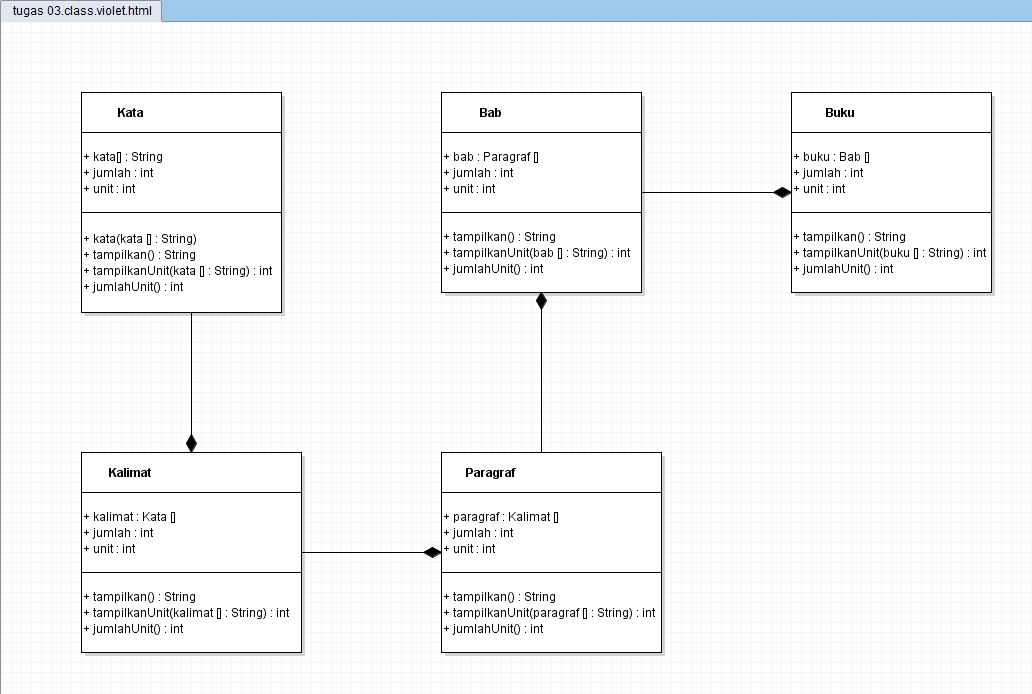 tugas 03.class.violet.html
Kata
+ kata[] : String
+ jumlah : int
+ unit : int
+ kata(kata [] : String)
+ tampilkan() : String
+ tampilkanUnit(kata [] : String) : int
+ jumlahUnit() : int
Bab
+ bab : Paragraf []
+ jumlah : int
+ unit : int
+ tampilkan() : String
+ tampilkanUnit(bab [] : String) : int
+ jumlahUnit() : int
Buku
+ buku : Bab []
+ jumlah : int
+ unit : int
+ tampilkan() : String
+ tampilkanUnit(buku [] : String) : int
+ jumlahUnit() : int
Kalimat
+ kalimat : Kata []
+ jumlah : int
+ unit : int
+ tampilkan() : String
+ tampilkanUnit(kalimat [] : String) : int
+ jumlahUnit() : int
Paragraf
+ paragraf : Kalimat []
+ jumlah : int
+ unit : int
+ tampilkan() : String
+ tampilkanUnit(paragraf [] : String) : int
+ jumlahUnit() : int